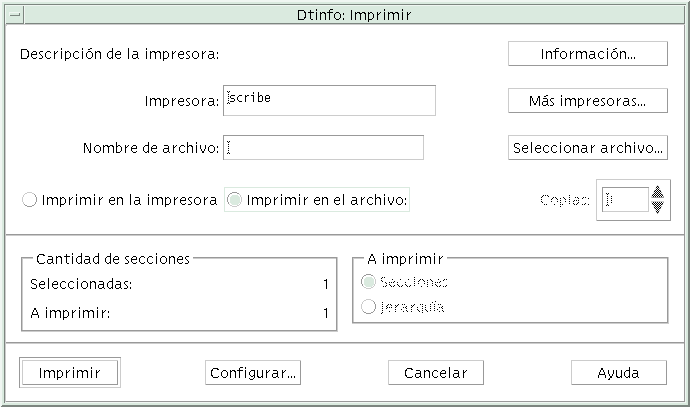 Dtinfo: Imprimir
Descripción de la impresora:
Información...
Impresora: scribe
Más impresoras...
Nombre de archivo:
Seleccionar archivo...
Imprimir en la impresora
Imprimir en el archivo:
Copias: 1
Cantidad de secciones
Seleccionadas: 1
A imprimir: 1
A imprimir
Secciones
Jerarquía
Imprimir
Configurar...
Cancelar
Ayuda